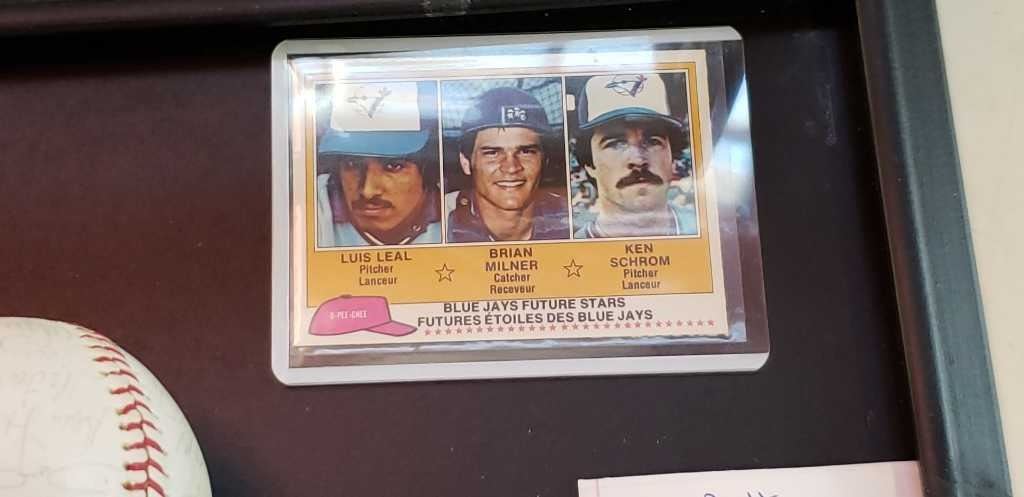 LUIS LEAL
Pitcher
Lanceur
BRIAN
MILNER
Catcher
Receveur
KEN
SCHROM
Pitcher
Lanceur
O-PEE-CHEE
BLUE JAYS FUTURE STARS
FUTURES ÉTOILES DES BLUE JAYS